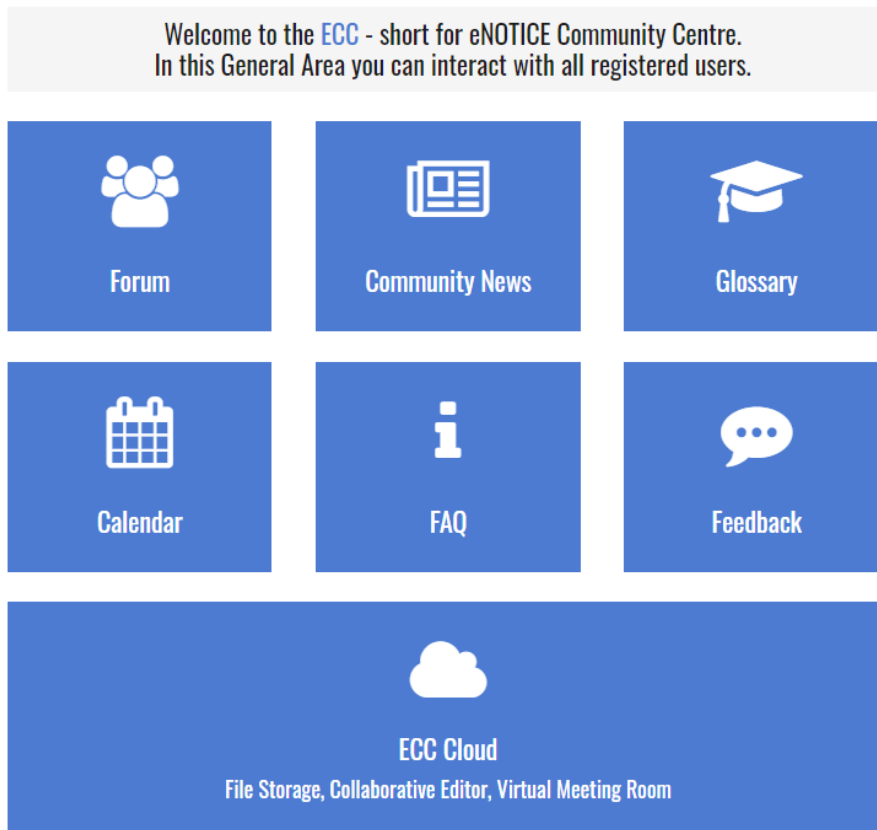 Welcome to the ECC - short for eNOTICE Community Centre.
In this General Area you can interact with all registered users.
Forum
Community News
Glossary
Calendar
FAQ
Feedback
ECC Cloud
File Storage, Collaborative Editor, Virtual Meeting Room